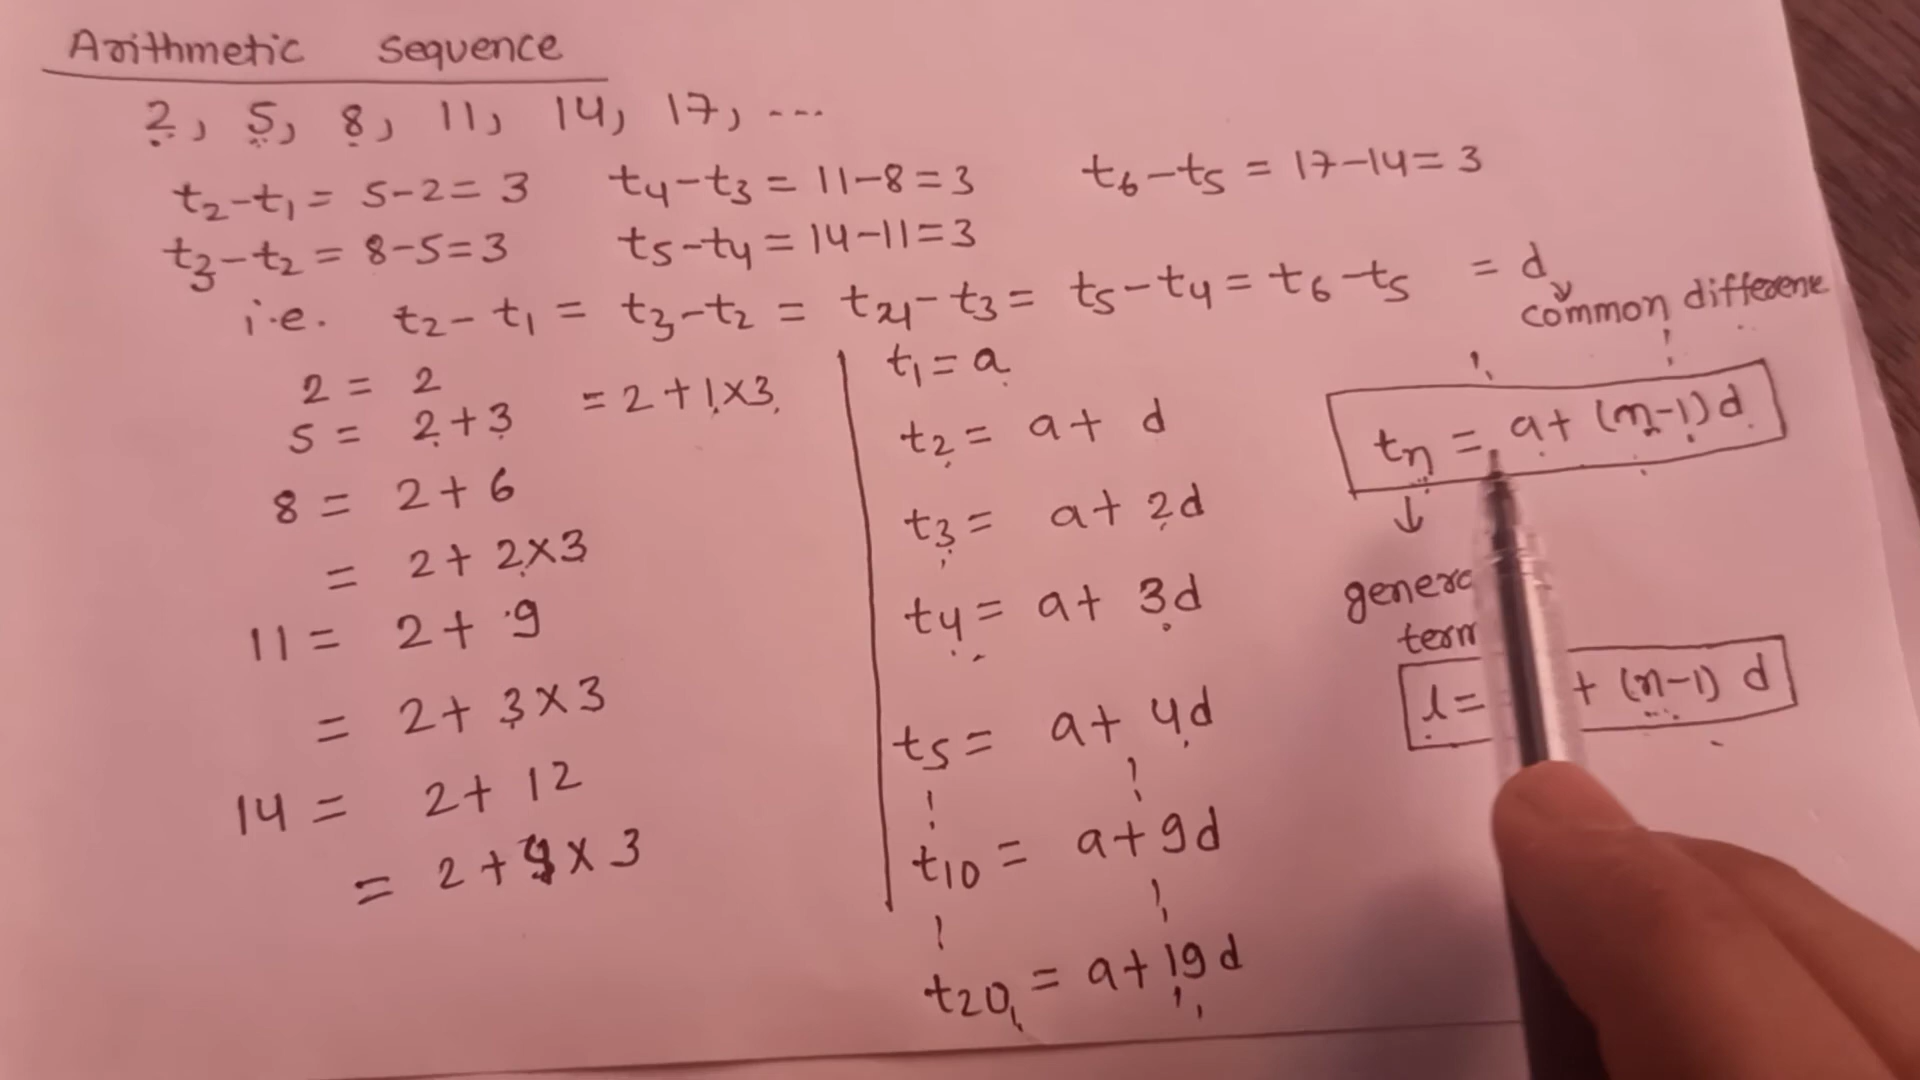 Arithmetic sequence
2, 5, 8, 11, 14, 17, ...
t2-t1 = 5-2= 3
t4-t3 = 11-8=3
t6-t5 = 17-14= 3
t3-t2 = 8-5=3
t5-t4 = 14-11=3
i.e. t2-t1 = t3-t2 = t4-t3 = t5-t4 = t6-t5 = d
common difference
2 = 2
5 = 2+3 = 2+1×3
8 = 2+6
= 2+2×3
11 = 2+9
= 2+3×3
14 = 2+12
= 2+4×3
t1 = a
t2 = a+ d
t3 = a+2d
t4 = a+ 3d
t5 = a+ 4d
t10 = a+9d
t20 = a+19d
tn = a+ (n-1)d
↓
term
l= + (n-1) d